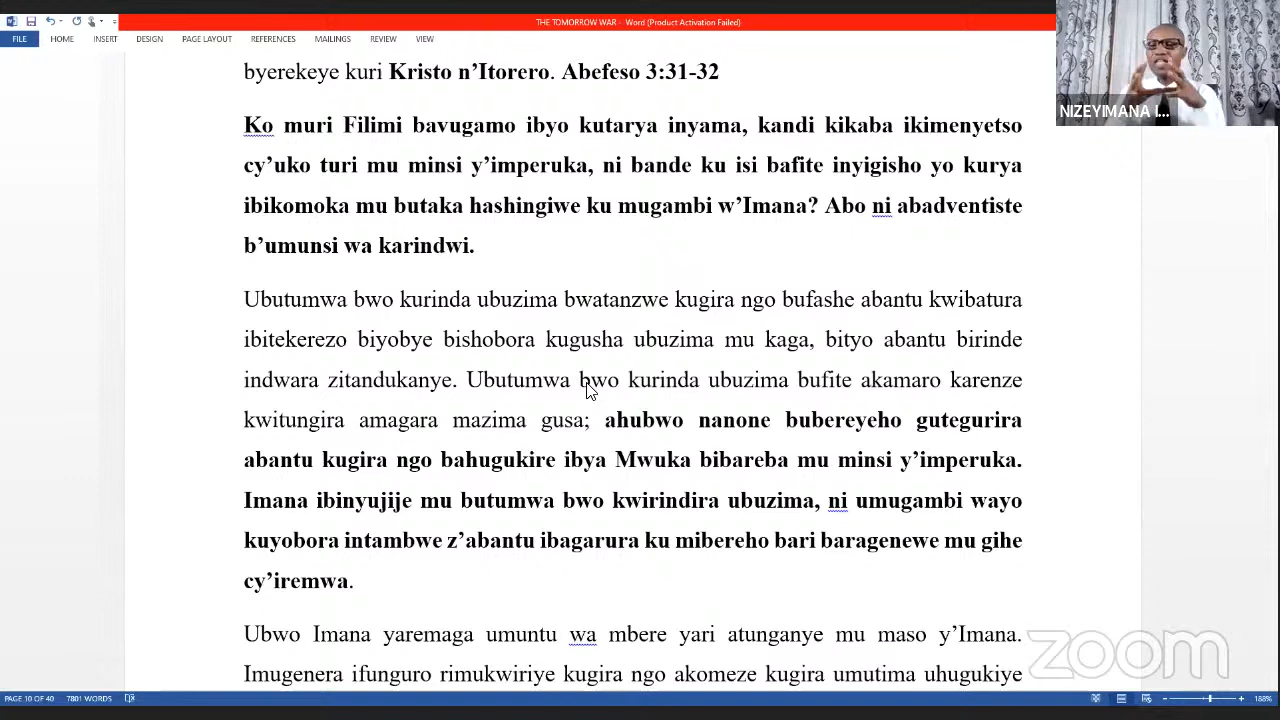 THE TOMORROW WAR - Word (Product Activation Failed)
FILE HOME INSERT DESIGN PAGE LAYOUT REFERENCES MAILINGS REVIEW VIEW
NIZEYIMANA I...
byerekeye kuri Kristo n’Itorero. Abefeso 3:31-32
Ko muri Filimi bavugamo ibyo kutarya inyama, kandi kikaba ikimenyetso
cy’uko turi mu minsi y’imperuka, ni bande ku isi bafite inyigisho yo kurya
ibikomoka mu butaka hashingiwe ku mugambi w’Imana? Abo ni abadventiste
b’umunsi wa karindwi.
Ubutumwa bwo kurinda ubuzima bwatanzwe kugira ngo bufashe abantu kwibatura
ibitekerezo biyobye bishobora kugusha ubuzima mu kaga, bityo abantu birinde
indwara zitandukanye. Ubutumwa bwo kurinda ubuzima bufite akamaro karenze
kwitungira amagara mazima gusa; ahubwo nanone bubereyeho gutegurira
abantu kugira ngo bahugukire ibya Mwuka bibareba mu minsi y’imperuka.
Imana ibinyujije mu butumwa bwo kwirindira ubuzima, ni umugambi wayo
kuyobora intambwe z’abantu ibagarura ku mibereho bari baragenewe mu gihe
cy’iremwa.
Ubwo Imana yaremaga umuntu wa mbere yari atunganye mu maso y’Imana.
Imugenera ifunguro rimukwiriye kugira ngo akomeze kugira umutima uhugukiye
zoom
PAGE 10 OF 40 7801 WORDS 188%